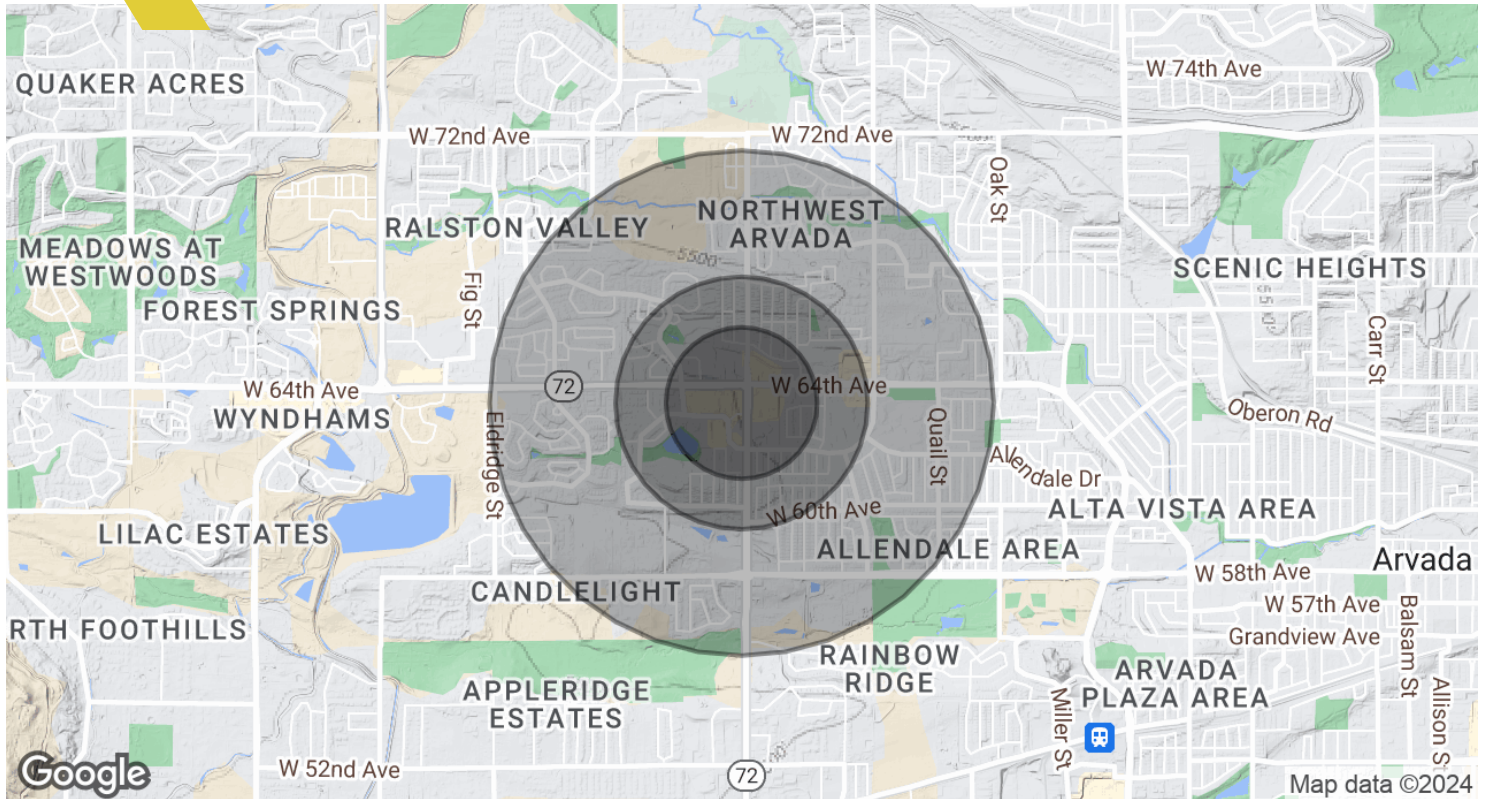 W 74th Ave
QUAKER ACRES
W 72nd Ave
W 72nd Ave
5500'
Oak St
NORTHWEST
ARVADA
RALSTON VALLEY
MEADOWS AT
WESTWOODS
5500'
SCENIC HEIGHTS
5500'
Fig St
FOREST SPRINGS
Carr St
72
W 64th Ave
W 64th Ave
WYNDHAMS
Oberon Rd
Eldridge St
Quail St
Allendale Dr
W 60th Ave
ALTA VISTA AREA
LILAC ESTATES
ALLENDALE AREA
Arvada
W 58th Ave
CANDLELIGHT
W 57th Ave
Balsam St
RTH FOOTHILLS
Grandview Ave
RAINBOW
RIDGE
ARVADA
PLAZA AREA
APPLERIDGE
ESTATES
Miller St
Allison S
W 52nd Ave
72
Google
Map data ©2024